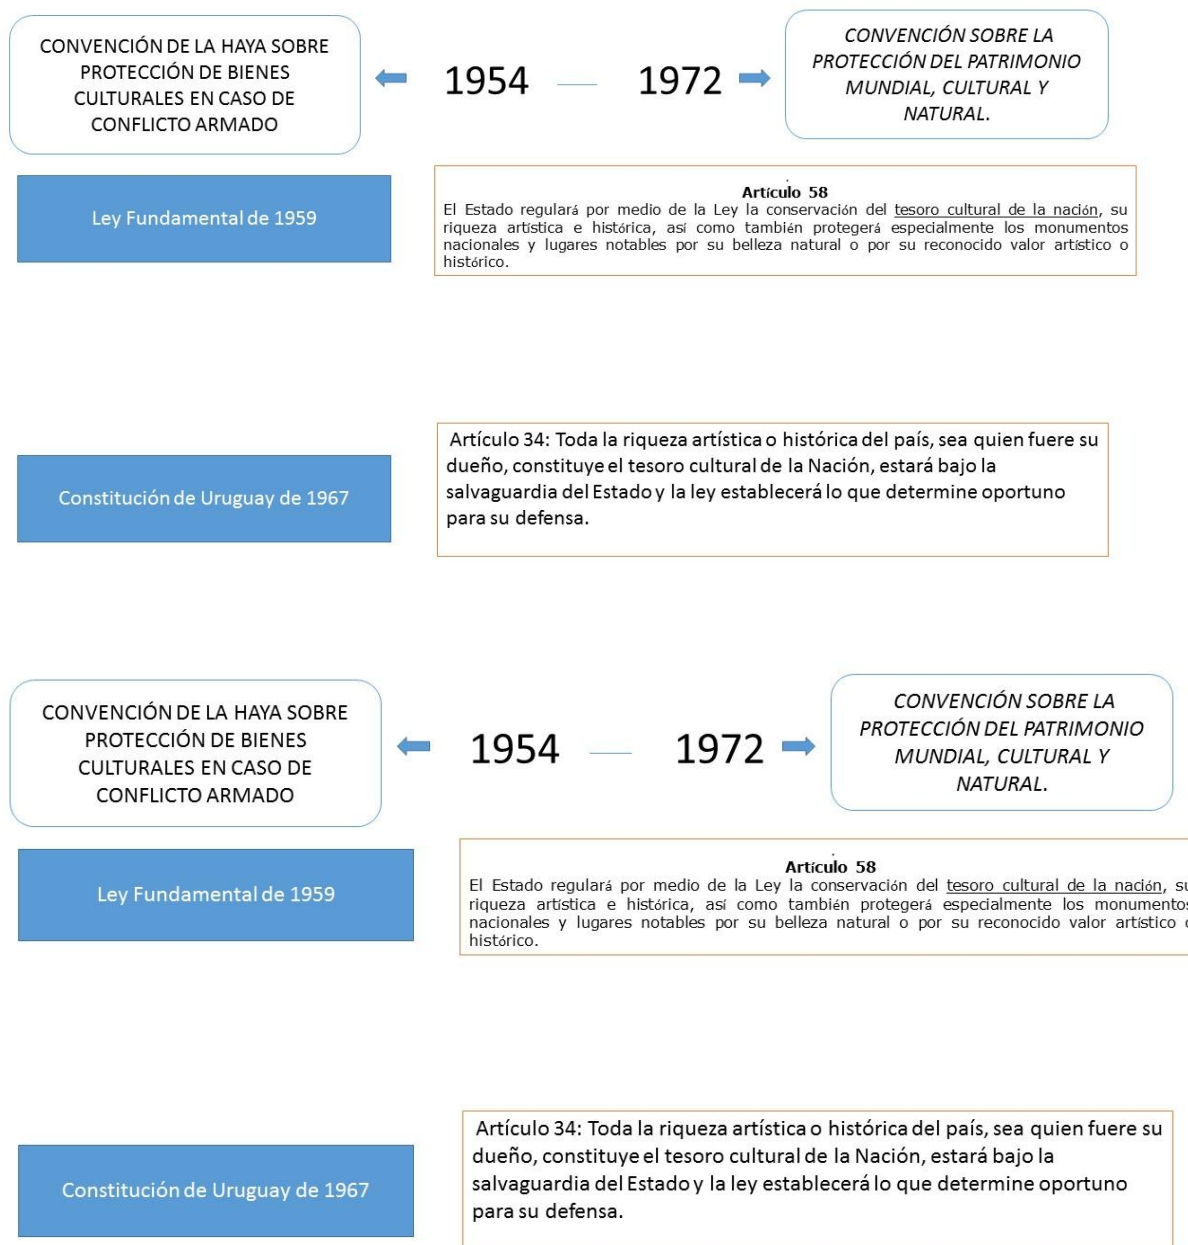 CONVENCIÓN DE LA HAYA SOBRE
PROTECCIÓN DE BIENES
CULTURALES EN CASO DE
CONFLICTO ARMADO
1954
1972
CONVENCIÓN SOBRE LA
PROTECCIÓN DEL PATRIMONIO
MUNDIAL, CULTURAL Y
NATURAL.
Ley Fundamental de 1959
Artículo 58
El Estado regulará por medio de la Ley la conservación del tesoro cultural de la nación, su
riqueza artística e histórica, así como también protegerá especialmente los monumentos
nacionales y lugares notables por su belleza natural o por su reconocido valor artístico o
histórico.
Constitución de Uruguay de 1967
Artículo 34: Toda la riqueza artística o histórica del país, sea quien fuere su
dueño, constituye el tesoro cultural de la Nación, estará bajo la
salvaguardia del Estado y la ley establecerá lo que determine oportuno
para su defensa.
CONVENCIÓN DE LA HAYA SOBRE
PROTECCIÓN DE BIENES
CULTURALES EN CASO DE
CONFLICTO ARMADO
1954
1972
CONVENCIÓN SOBRE LA
PROTECCIÓN DEL PATRIMONIO
MUNDIAL, CULTURAL Y
NATURAL.
Ley Fundamental de 1959
Artículo 58
El Estado regulará por medio de la Ley la conservación del tesoro cultural de la nación, su
riqueza artística e histórica, así como también protegerá especialmente los monumentos
nacionales y lugares notables por su belleza natural o por su reconocido valor artístico o
histórico.
Constitución de Uruguay de 1967
Artículo 34: Toda la riqueza artística o histórica del país, sea quien fuere su
dueño, constituye el tesoro cultural de la Nación, estará bajo la
salvaguardia del Estado y la ley establecerá lo que determine oportuno
para su defensa.